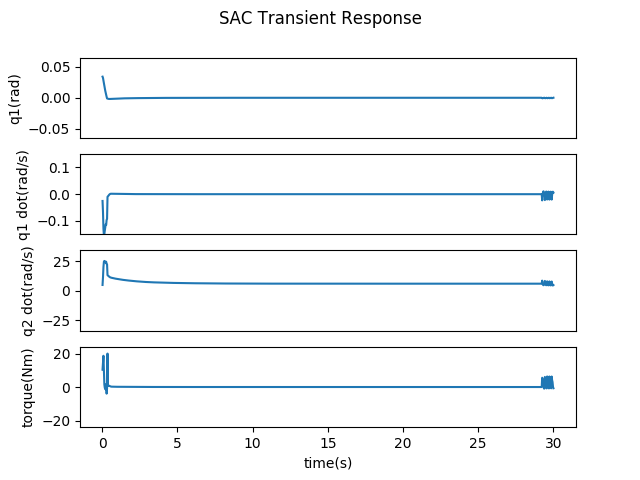 SAC Transient Response
0.05
0.00
−0.05
q1(rad)
0.1
0.0
−0.1
q1 dot(rad/s)
25
0
−25
q2 dot(rad/s)
20
0
−20
torque(Nm)
0 5 10 15 20 25 30
time(s)